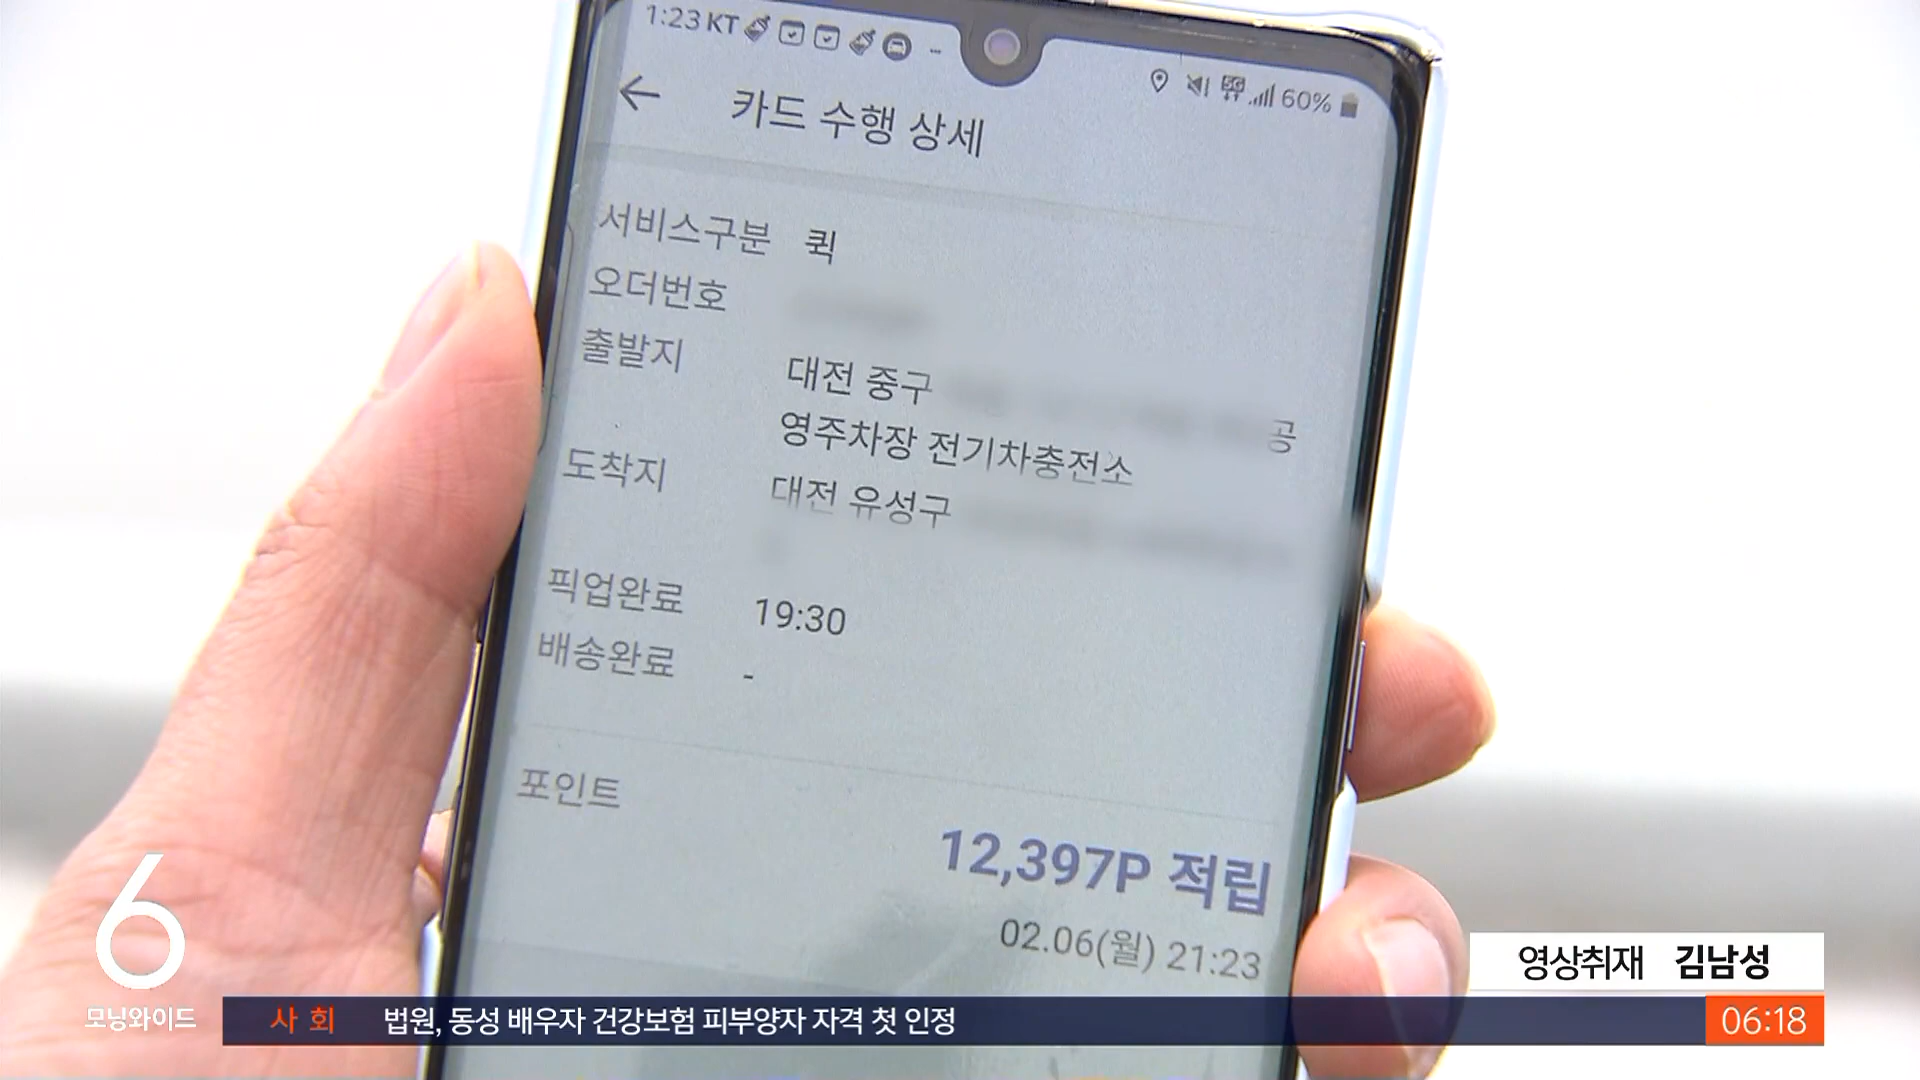 1:23 KT
60%
카드 수행 상세
서비스구분 퀵
오더번호
출발지
대전 중구 공
영주차장 전기차충전소
도착지
대전 유성구
픽업완료 19:30
배송완료 -
포인트
12,397P 적립
02.06(월) 21:23
영상취재 김남성
6
모닝와이드
사회 법원, 동성 배우자 건강보험 피부양자 자격 첫 인정 06:18